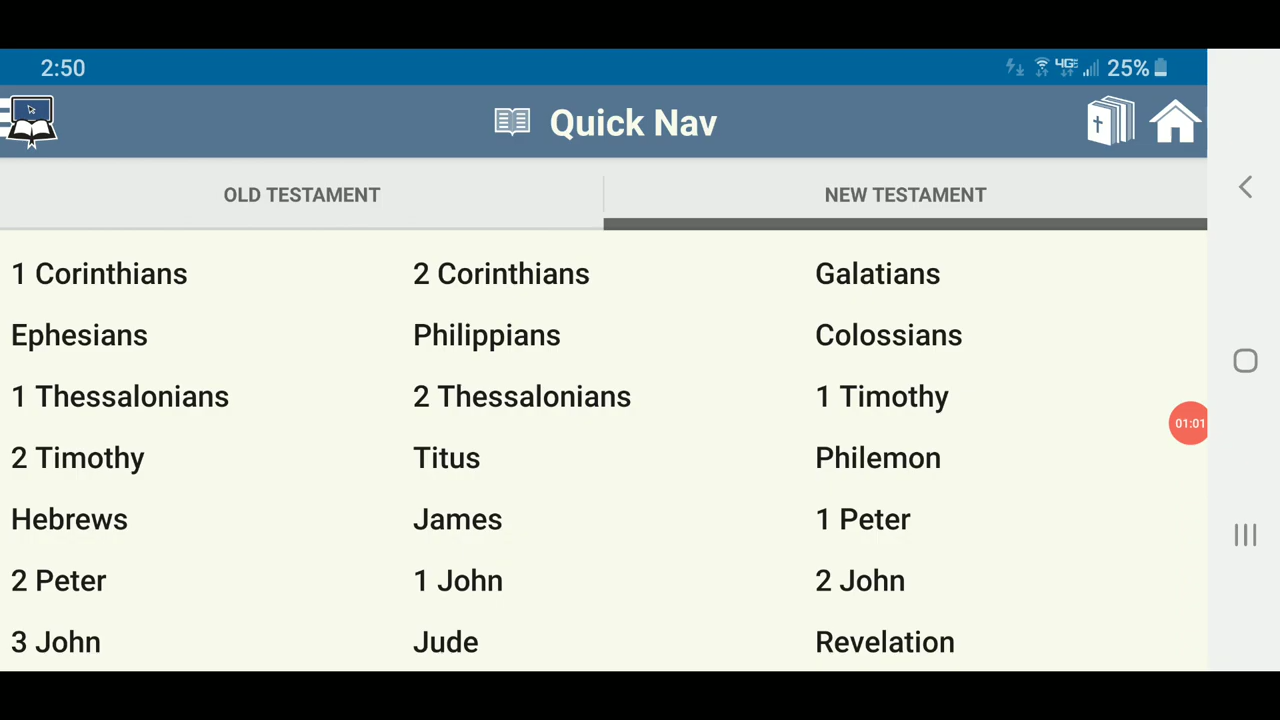 2:50
4GE 25%
Quick Nav
OLD TESTAMENT NEW TESTAMENT
1 Corinthians 2 Corinthians Galatians
Ephesians Philippians Colossians
1 Thessalonians 2 Thessalonians 1 Timothy
01:01
2 Timothy Titus Philemon
Hebrews James 1 Peter
2 Peter 1 John 2 John
3 John Jude Revelation